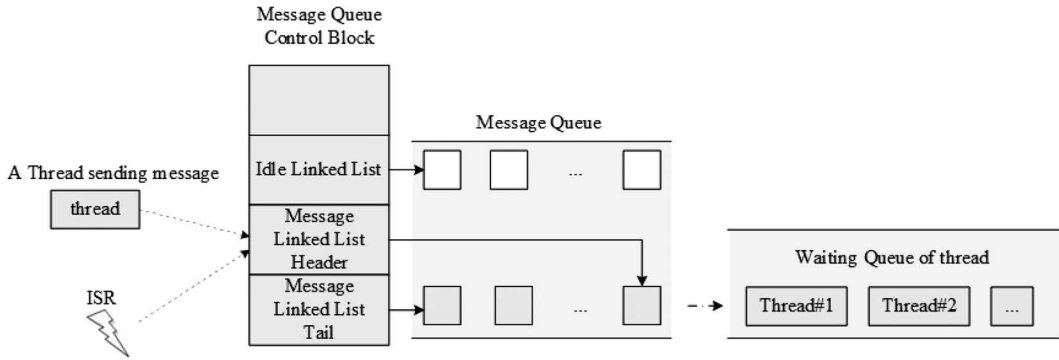 Message Queue
Control Block
Message Queue
Idle Linked List
...
A Thread sending message
thread
Message
Linked List
Header
Waiting Queue of thread
ISR
Message
Linked List
Tail
...
Thread#1
Thread#2
...